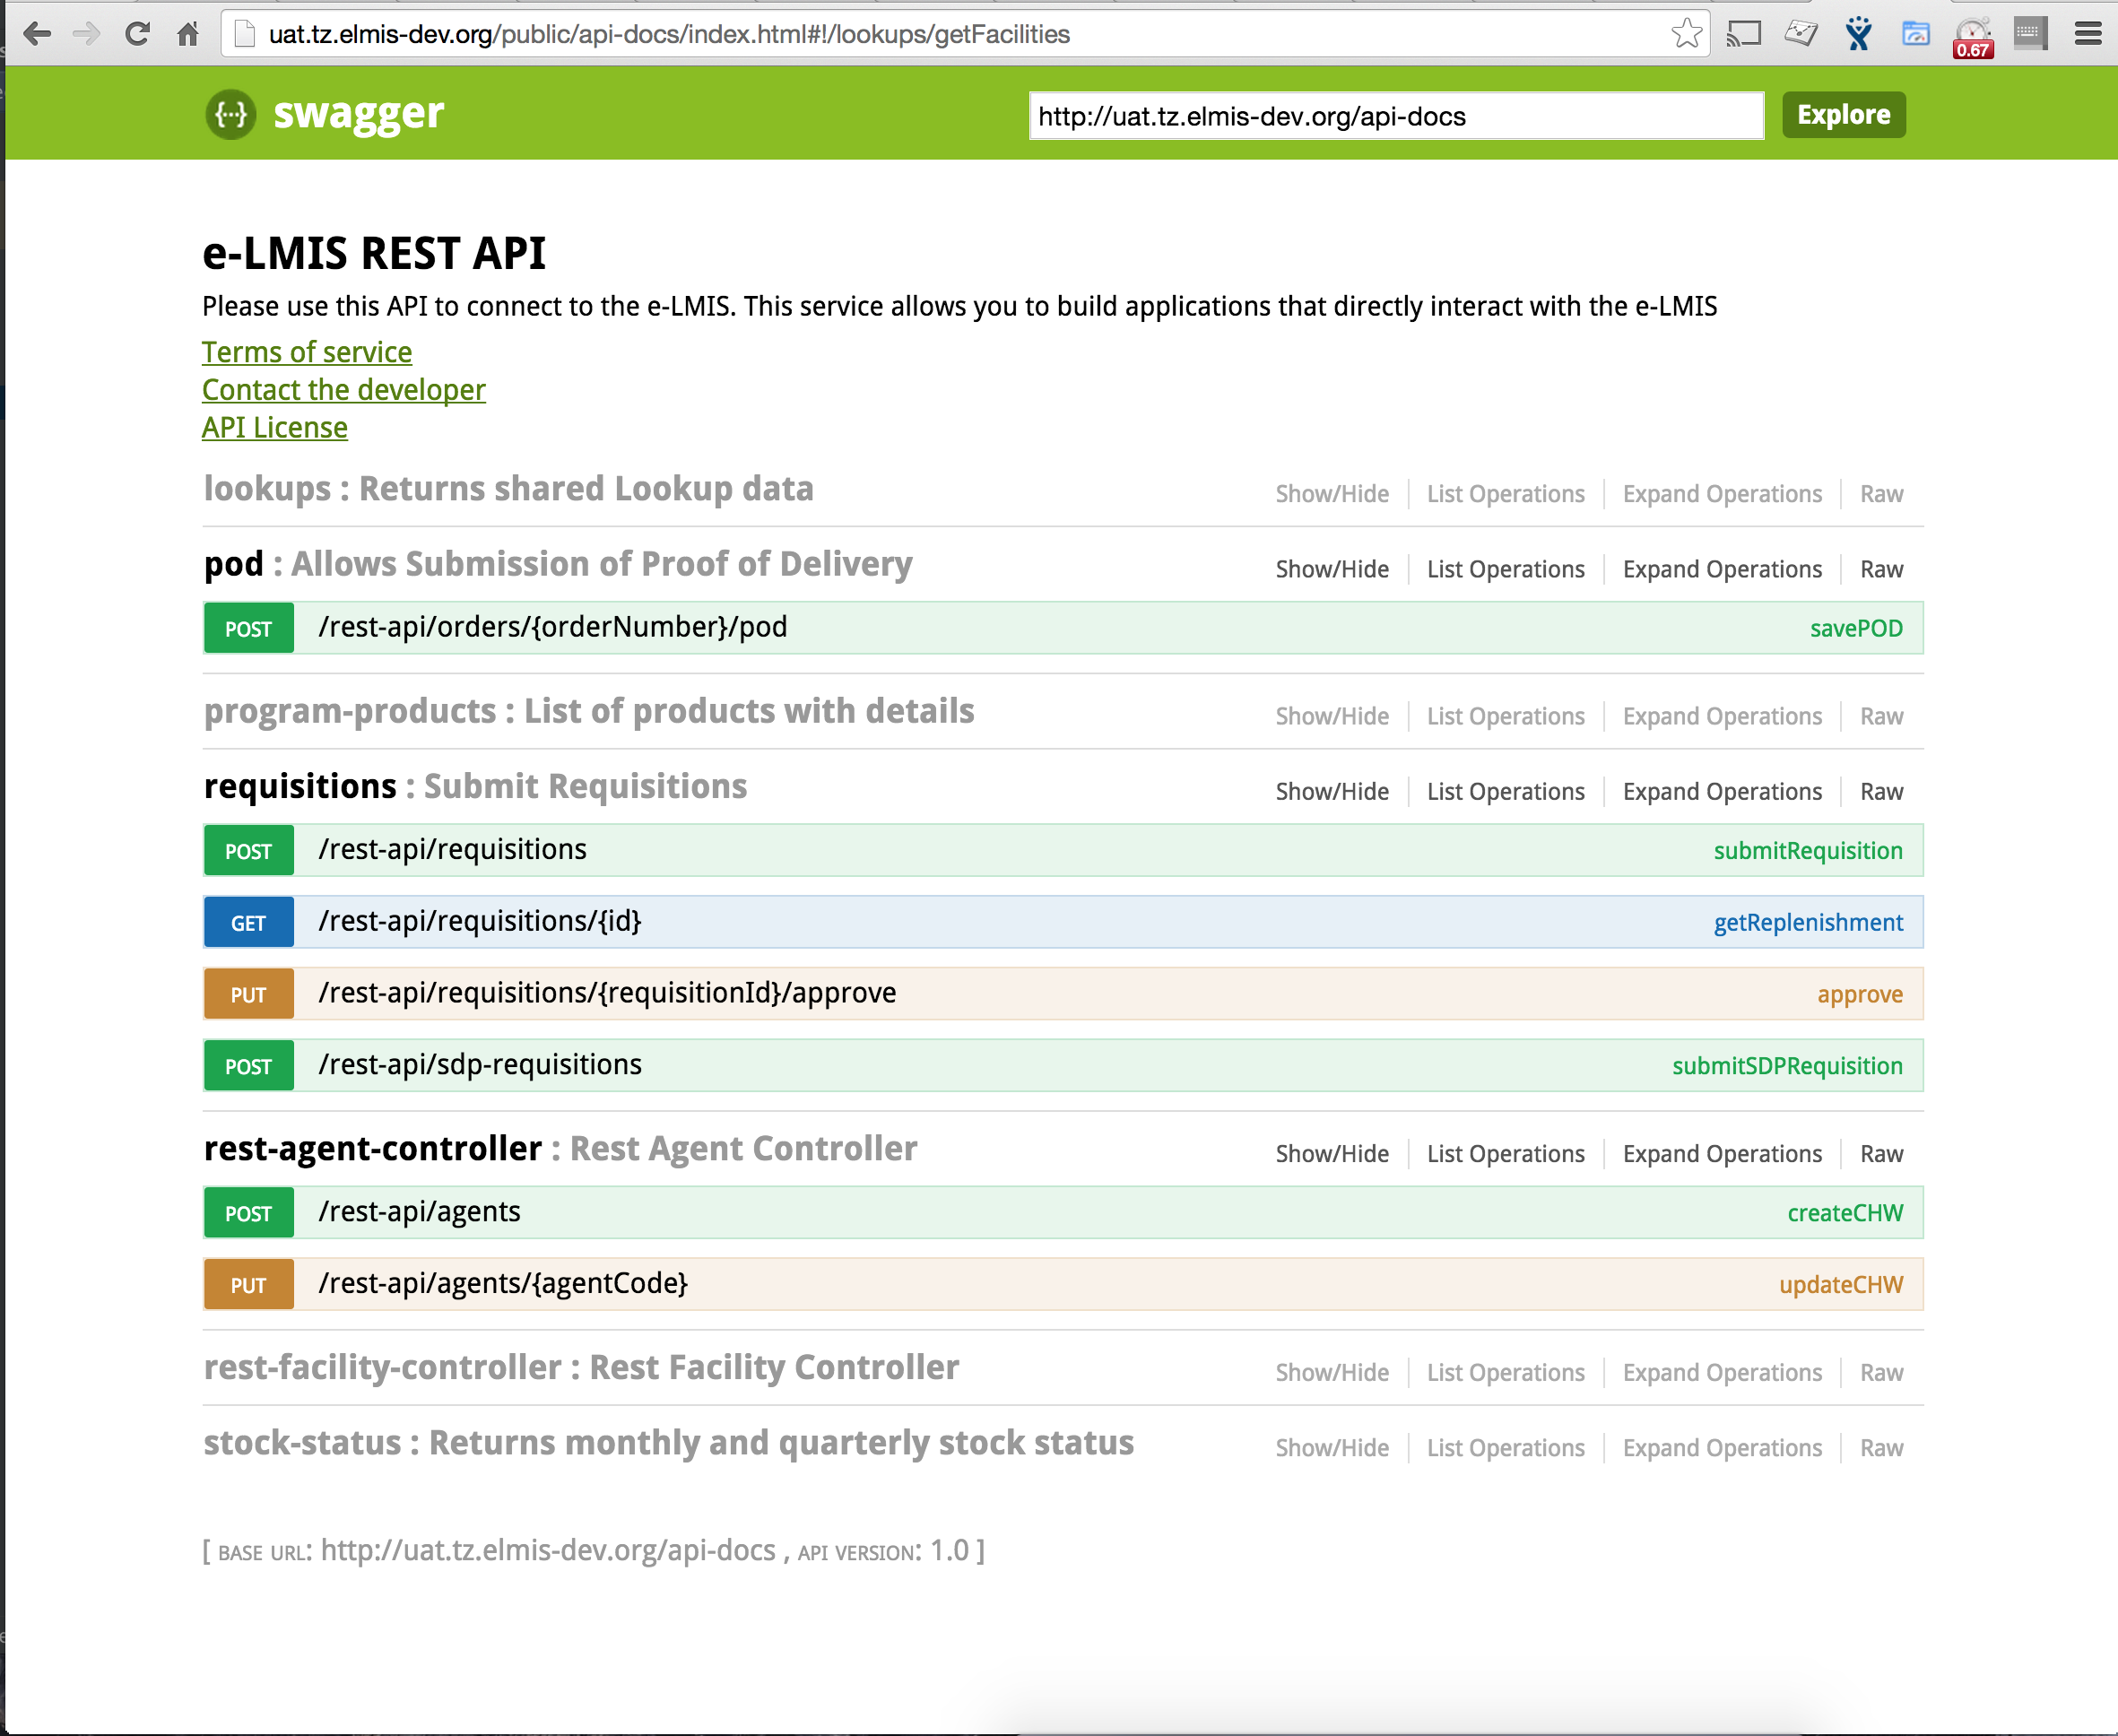 uat.tz.elmis-dev.org/public/api-docs/index.html#!/lookups/getFacilities
0.67
{···} swagger
http://uat.tz.elmis-dev.org/api-docs
Explore
e-LMIS REST API
Please use this API to connect to the e-LMIS. This service allows you to build applications that directly interact with the e-LMIS
Terms of service
Contact the developer
API License
lookups : Returns shared Lookup data Show/Hide List Operations Expand Operations Raw
pod : Allows Submission of Proof of Delivery Show/Hide List Operations Expand Operations Raw
POST /rest-api/orders/{orderNumber}/pod savePOD
program-products : List of products with details Show/Hide List Operations Expand Operations Raw
requisitions : Submit Requisitions Show/Hide List Operations Expand Operations Raw
POST /rest-api/requisitions submitRequisition
GET /rest-api/requisitions/{id} getReplenishment
PUT /rest-api/requisitions/{requisitionId}/approve approve
POST /rest-api/sdp-requisitions submitSDPRequisition
rest-agent-controller : Rest Agent Controller Show/Hide List Operations Expand Operations Raw
POST /rest-api/agents createCHW
PUT /rest-api/agents/{agentCode} updateCHW
rest-facility-controller : Rest Facility Controller Show/Hide List Operations Expand Operations Raw
stock-status : Returns monthly and quarterly stock status Show/Hide List Operations Expand Operations Raw
[ BASE URL: http://uat.tz.elmis-dev.org/api-docs , API VERSION: 1.0 ]